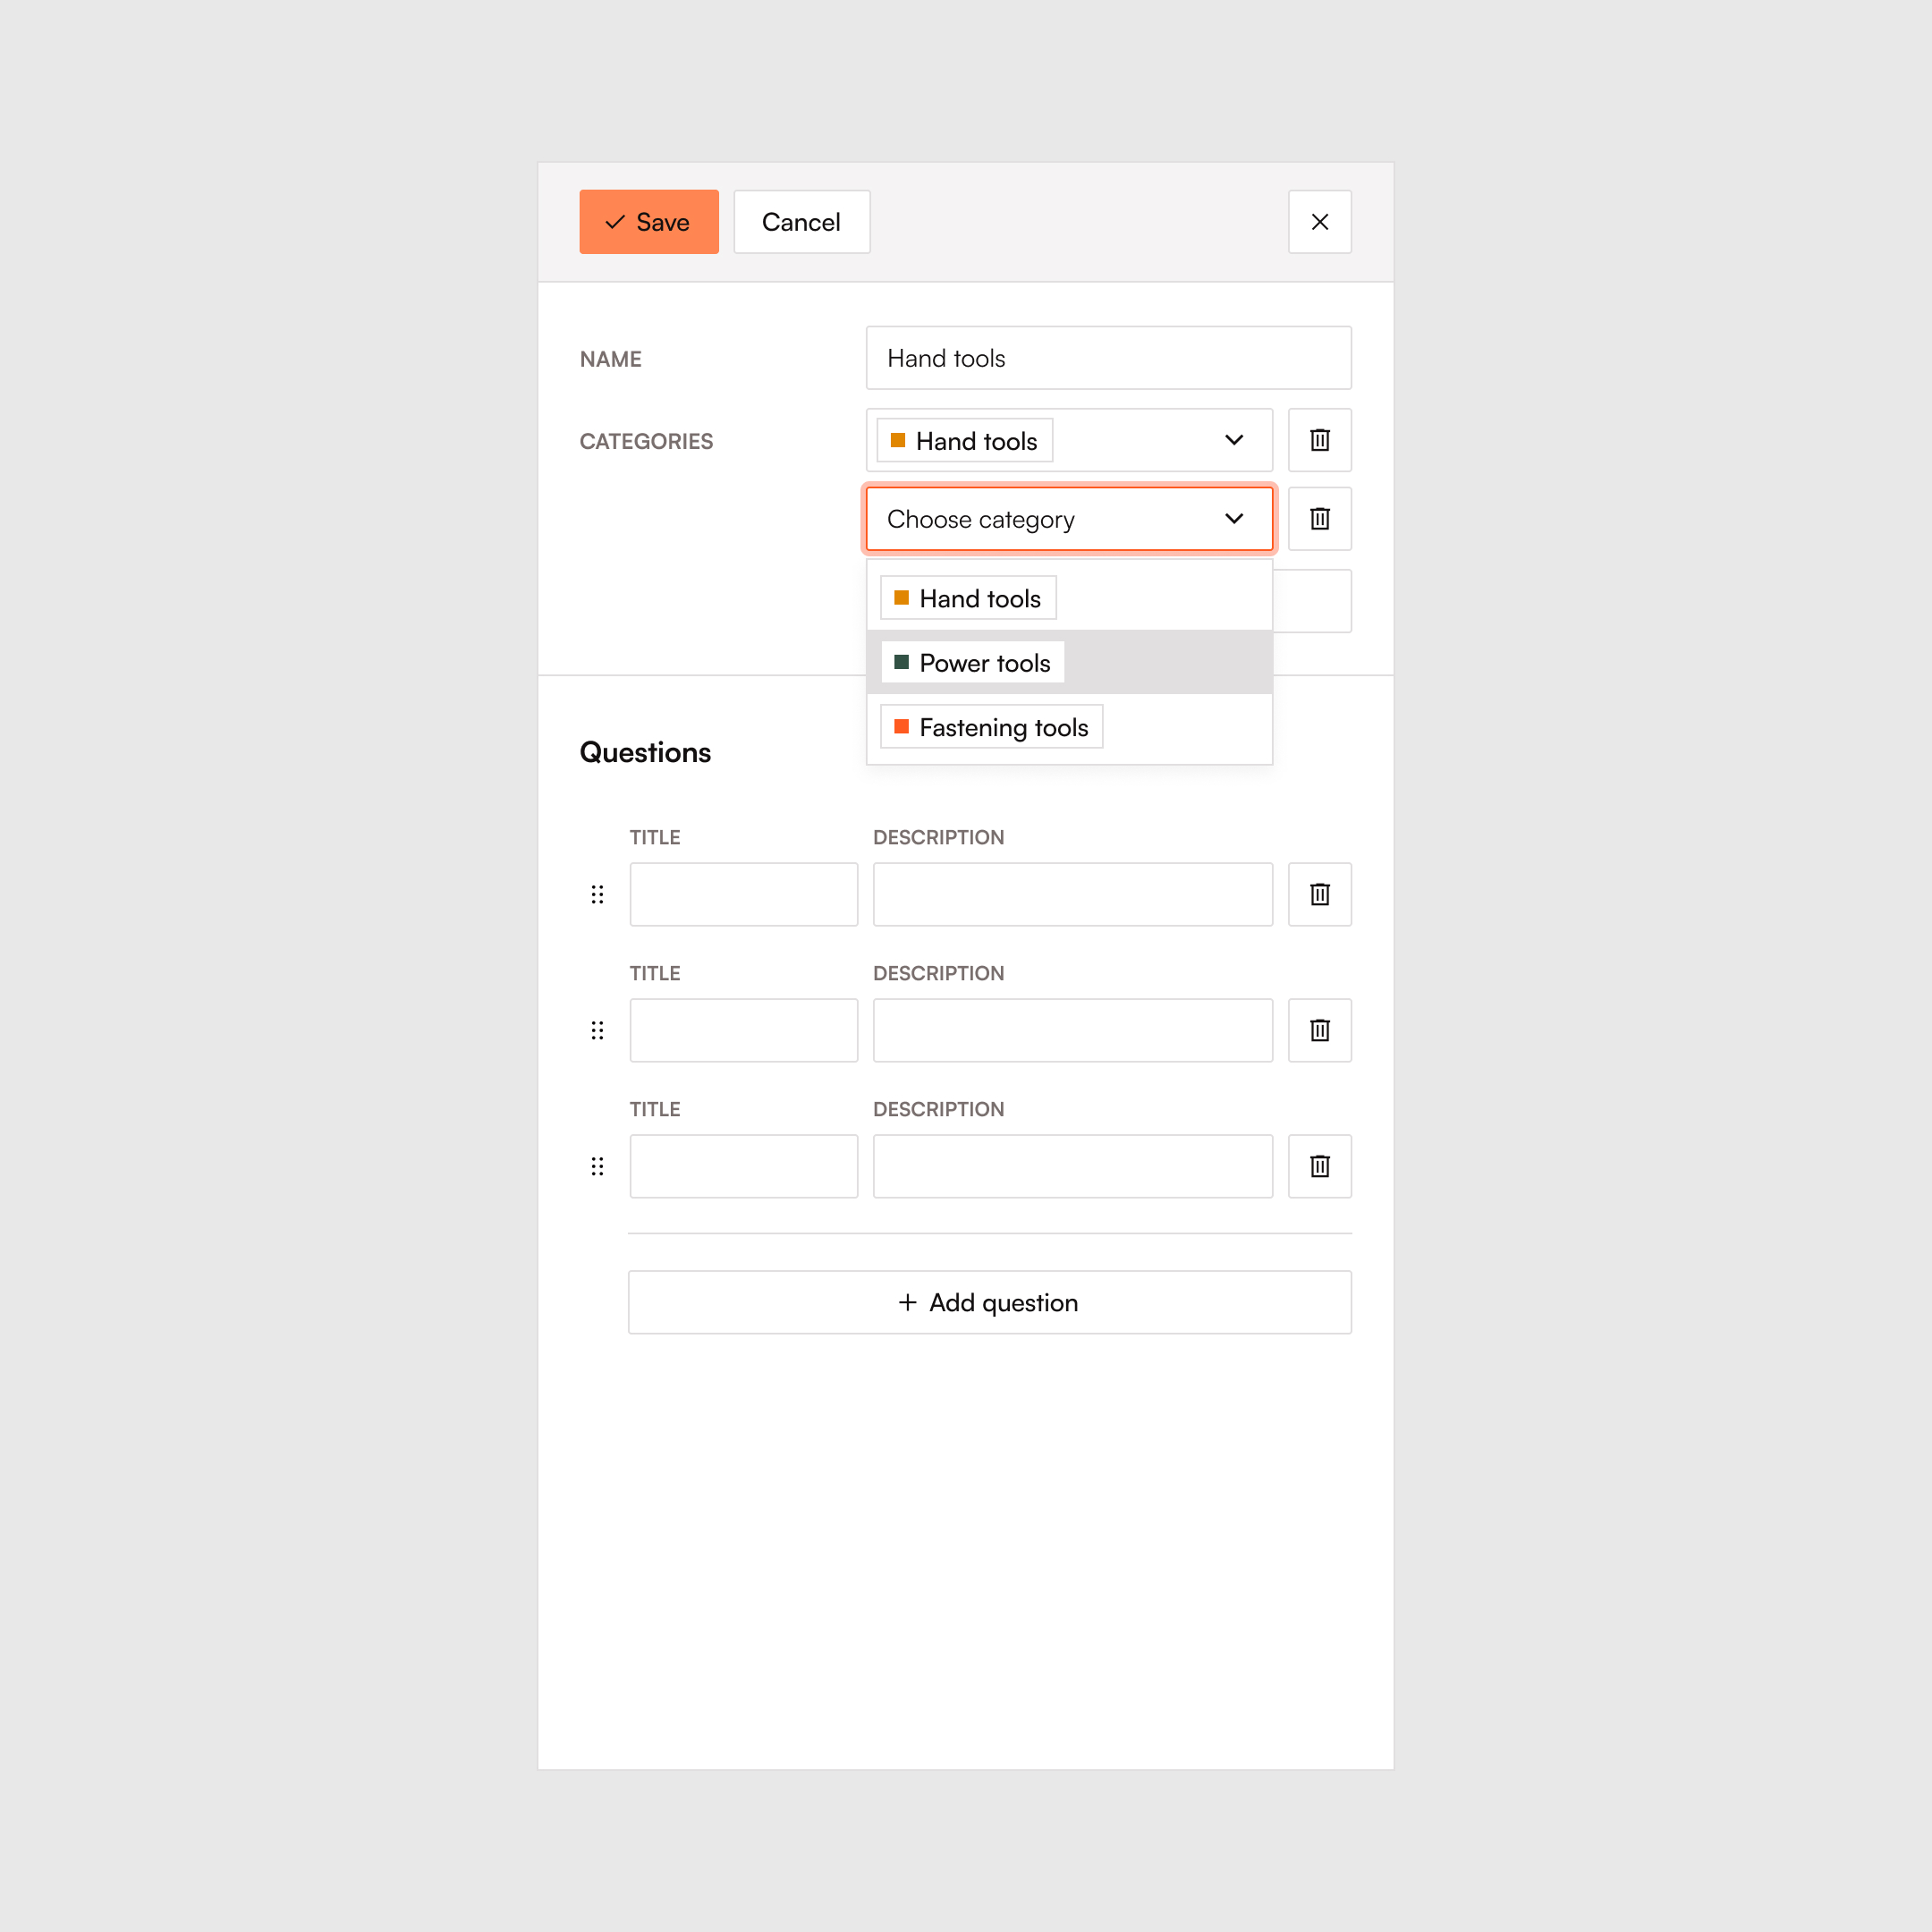 Save Cancel
NAME Hand tools
CATEGORIES Hand tools
Choose category
Hand tools
Power tools
Fastening tools
Questions
TITLE DESCRIPTION
TITLE DESCRIPTION
TITLE DESCRIPTION
Add question